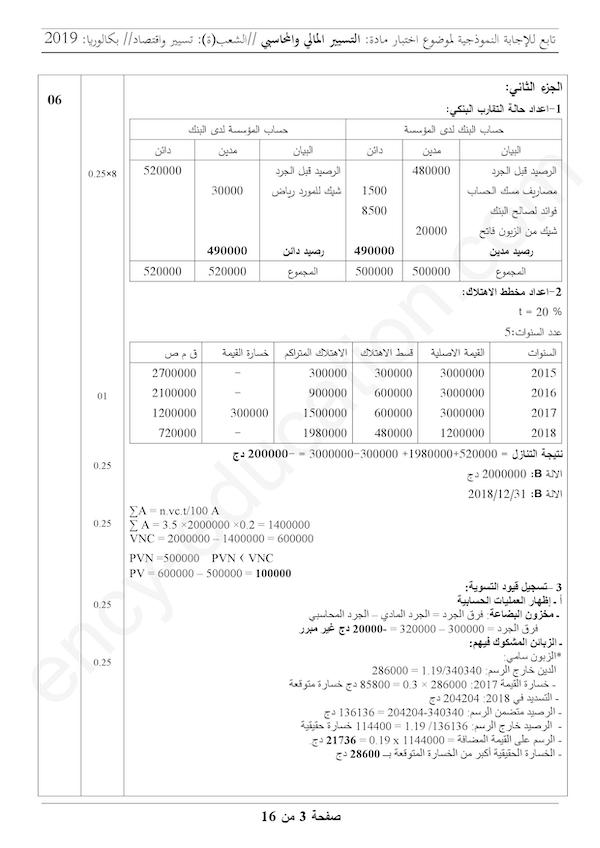 تابع للإجابة النموذجية لموضوع اختبار مادة: التسيير المالي والمحاسبي //الشعب(ة): تسيير واقتصاد// بكالوريا: 2019
06
الجزء الثاني:
1-اعداد حالة التقارب البنكي:
حساب البنك لدى المؤسسة حساب المؤسسة لدى البنك
البيان مدين دائن البيان مدين دائن
0.25×8
الرصيد قبل الجرد 480000 الرصيد قبل الجرد 520000
مصاريف مسك الحساب 1500 شيك للمورد رياض 30000
فوائد لصالح البنك 8500
شيك من الزبون فاتح 20000
رصيد مدين 490000 رصيد دائن 490000
المجموع 500000 500000 المجموع 520000 520000
2-اعداد مخطط الاهتلاك:
t = 20 %
عدد السنوات:5
السنوات القيمة الاصلية قسط الاهتلاك الاهتلاك المتراكم خسارة القيمة ق م ص
2015 3000000 300000 300000 – 2700000
2016 3000000 600000 900000 – 2100000
01
2017 3000000 600000 1500000 300000 1200000
2018 1200000 480000 1980000 – 720000
0.25
نتيجة التنازل = 520000+1980000 +300000-3000000 = -200000 دج
الالة B: 2000000 دج
الالة B: 2018/12/31
∑A = n.vc.t/100 A
0.25
∑ A = 3.5 ×2000000 ×0.2 = 1400000
VNC = 2000000 – 1400000 = 600000
PVN =500000 PVN ‹ VNC
PV = 600000 – 500000 = 100000
3 –تسجيل قيود التسوية:
أ ـ إظهار العمليات الحسابية
0.25
ـ مخزون البضاعة: فرق الجرد = الجرد المادي – الجرد المحاسبي
فرق الجرد = 300000 – 320000 = -20000 دج غير مبرر
ـ الزبائن المشكوك فيهم:
*الزبون سامي:
0.25
الدين خارج الرسم: 1.19/340340 = 286000
- خسارة القيمة 2017: 286000 × 0.3 = 85800 دج خسارة متوقعة
- التسديد في 2018: 204204 دج
- الرصيد متضمن الرسم: 340340-204204 = 136136 دج
- الرصيد خارج الرسم: 136136/ 1.19 = 114400 خسارة حقيقية
- الرسم على القيمة المضافة = 1144000 x 0.19 = 21736 دج
- الخسارة الحقيقية أكبر من الخسارة المتوقعة بــ 28600 دج
صفحة 3 من 16
ency-education.com